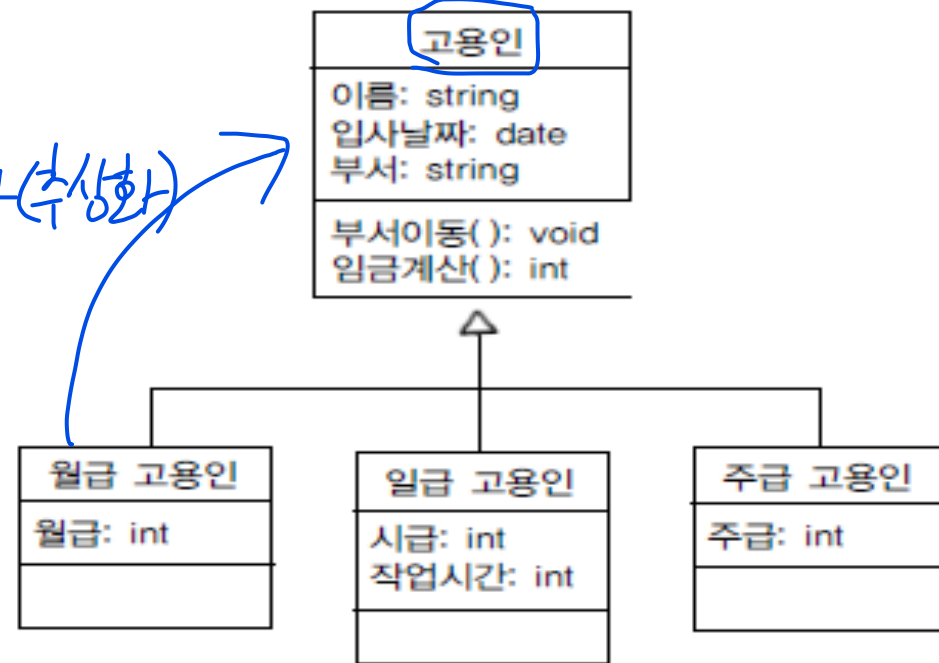 고용인
이름: string
입사날짜: date
부서: string
(추상화)
부서이동( ): void
임금계산( ): int
월급 고용인
월급: int
일급 고용인
시급: int
작업시간: int
주급 고용인
주급: int